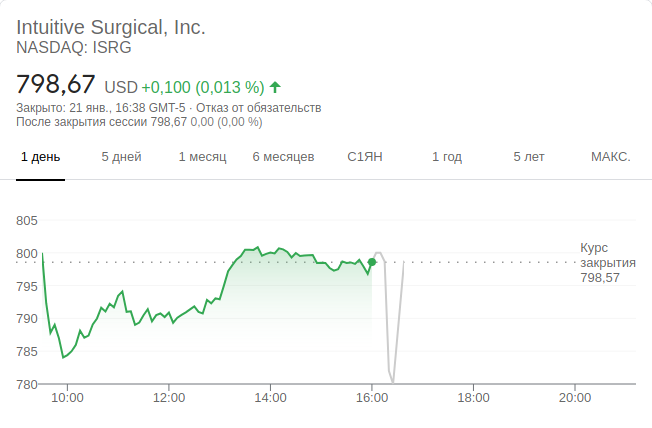 Intuitive Surgical, Inc.
NASDAQ: ISRG
798,67 USD +0,100 (0,013 %)
Закрыто: 21 янв., 16:38 GMT-5 · Отказ от обязательств
После закрытия сессии 798,67 0,00 (0,00 %)
1 день 5 дней 1 месяц 6 месяцев С1ЯН 1 год 5 лет МАКС.
805
800
795
790
785
780
Курс
закрытия
798,57
10:00 12:00 14:00 16:00 18:00 20:00